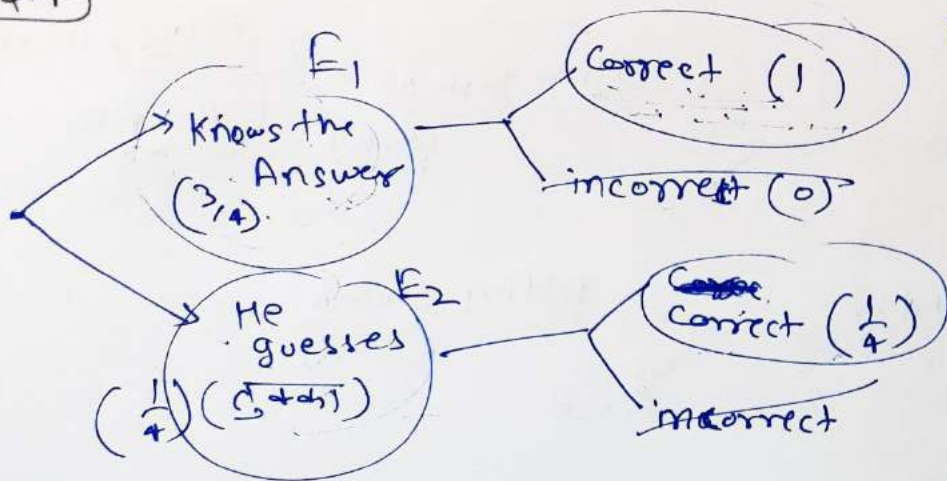 E1
Knows the
Answer
(3/4)
Correct (1)
incorrect (0)
E2
He
guesses
(1/4)
correct (1/4)
incorrect